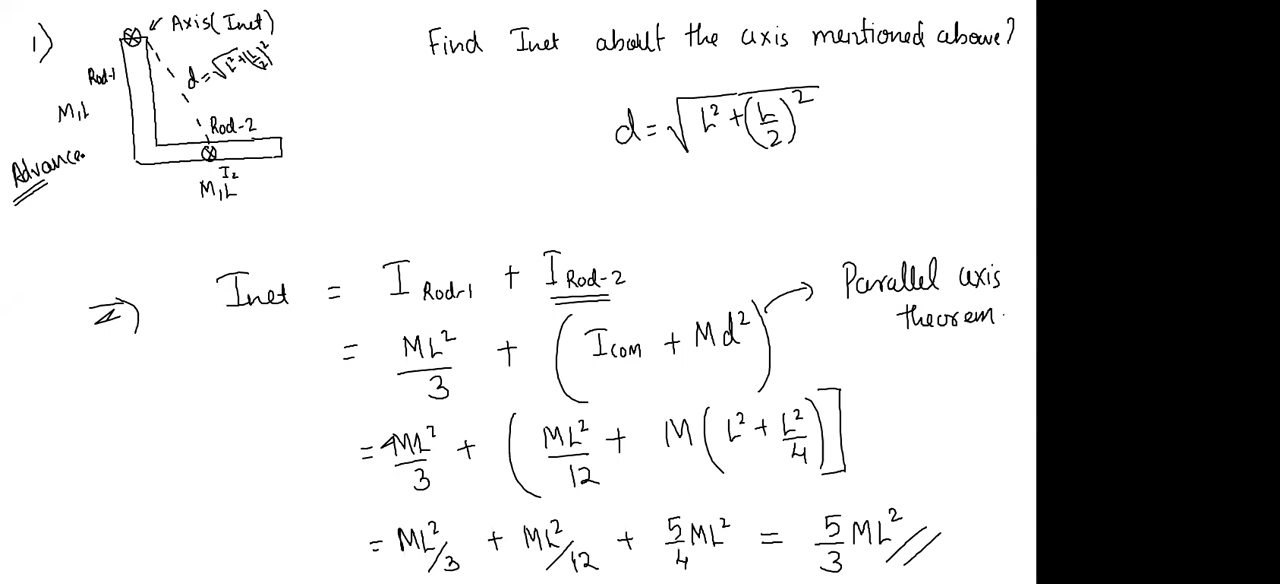 1)
Axis (Inet)
d=√L²+(L/2)²
Rod-1
M,L
Rod-2
I₂
M,L
Advance.
Find Inet about the axis mentioned above?
d = √L² + (L/2)²
Inet = I Rod-1 + I Rod-2
= ML²/3 + (Icom + Md²) → Parallel axis theorem.
= ML²/3 + (ML²/12 + M(L² + L²/4)]
= ML²/3 + ML²/12 + 5/4 ML² = 5/3 ML² //